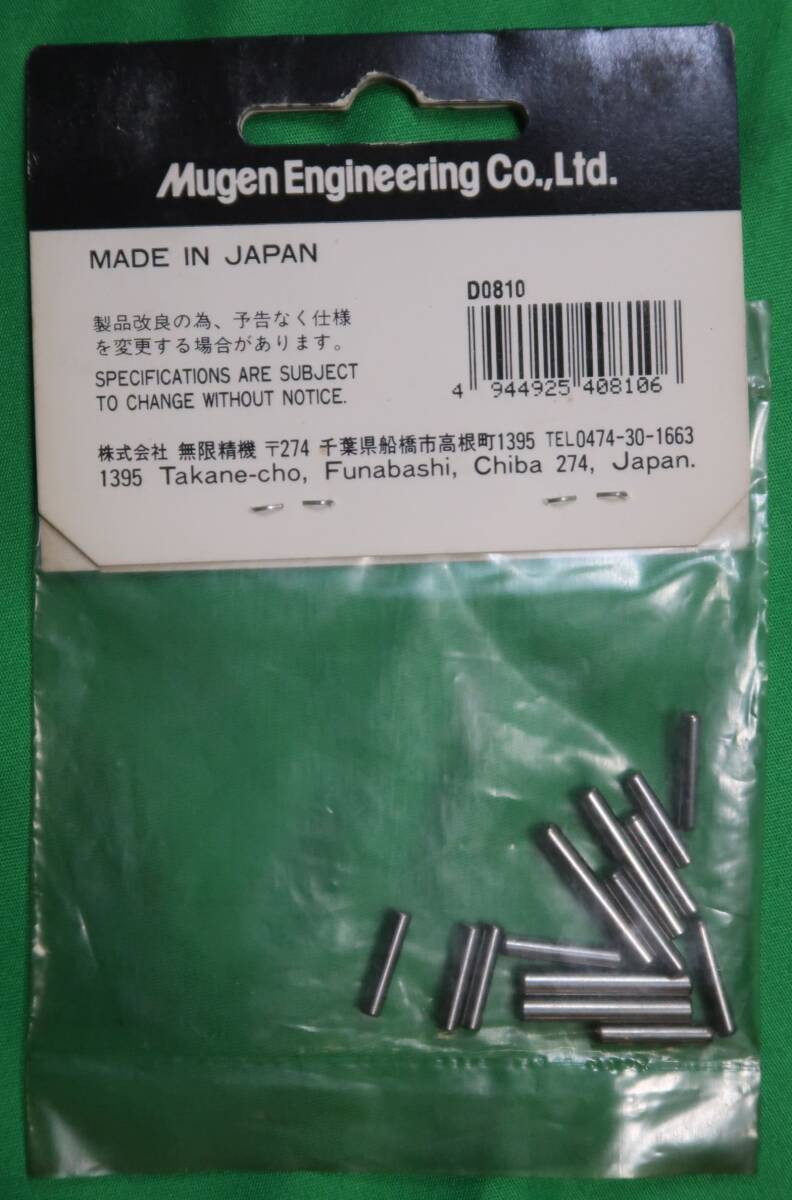 Mugen Engineering Co.,Ltd.
MADE IN JAPAN
製品改良の為、予告なく仕様
を変更する場合があります。
SPECIFICATIONS ARE SUBJECT
TO CHANGE WITHOUT NOTICE.
D0810
4 944925 408106
株式会社 無限精機 〒274 千葉県船橋市高根町1395 TEL0474-30-1663
1395 Takane-cho, Funabashi, Chiba 274, Japan.